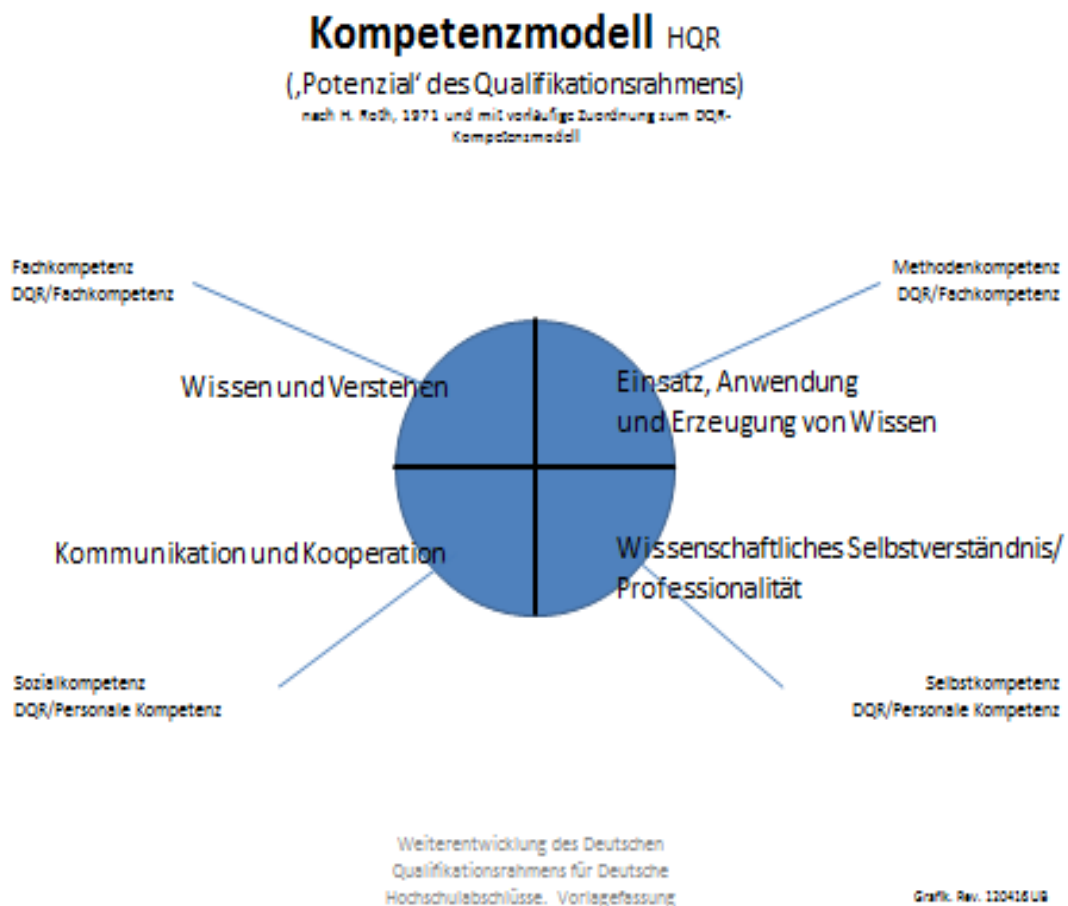 Kompetenzmodell HQR
(‚Potenzial' des Qualifikationsrahmens)
nach H. Roth, 1971 und mit vorläufige Zuordnung zum DQR-
Kompetenzmodell
Fachkompetenz
DQR/Fachkompetenz
Methodenkompetenz
DQR/Fachkompetenz
Wissen und Verstehen
Einsatz, Anwendung
und Erzeugung von Wissen
Kommunikation und Kooperation
Wissenschaftliches Selbstverständnis/
Professionalität
Sozialkompetenz
DQR/Personale Kompetenz
Selbstkompetenz
DQR/Personale Kompetenz
Weiterentwicklung des Deutschen
Qualifikationsrahmens für Deutsche
Hochschulabschlüsse. Vorlagefassung
Grafik. Rev. 120416 UB